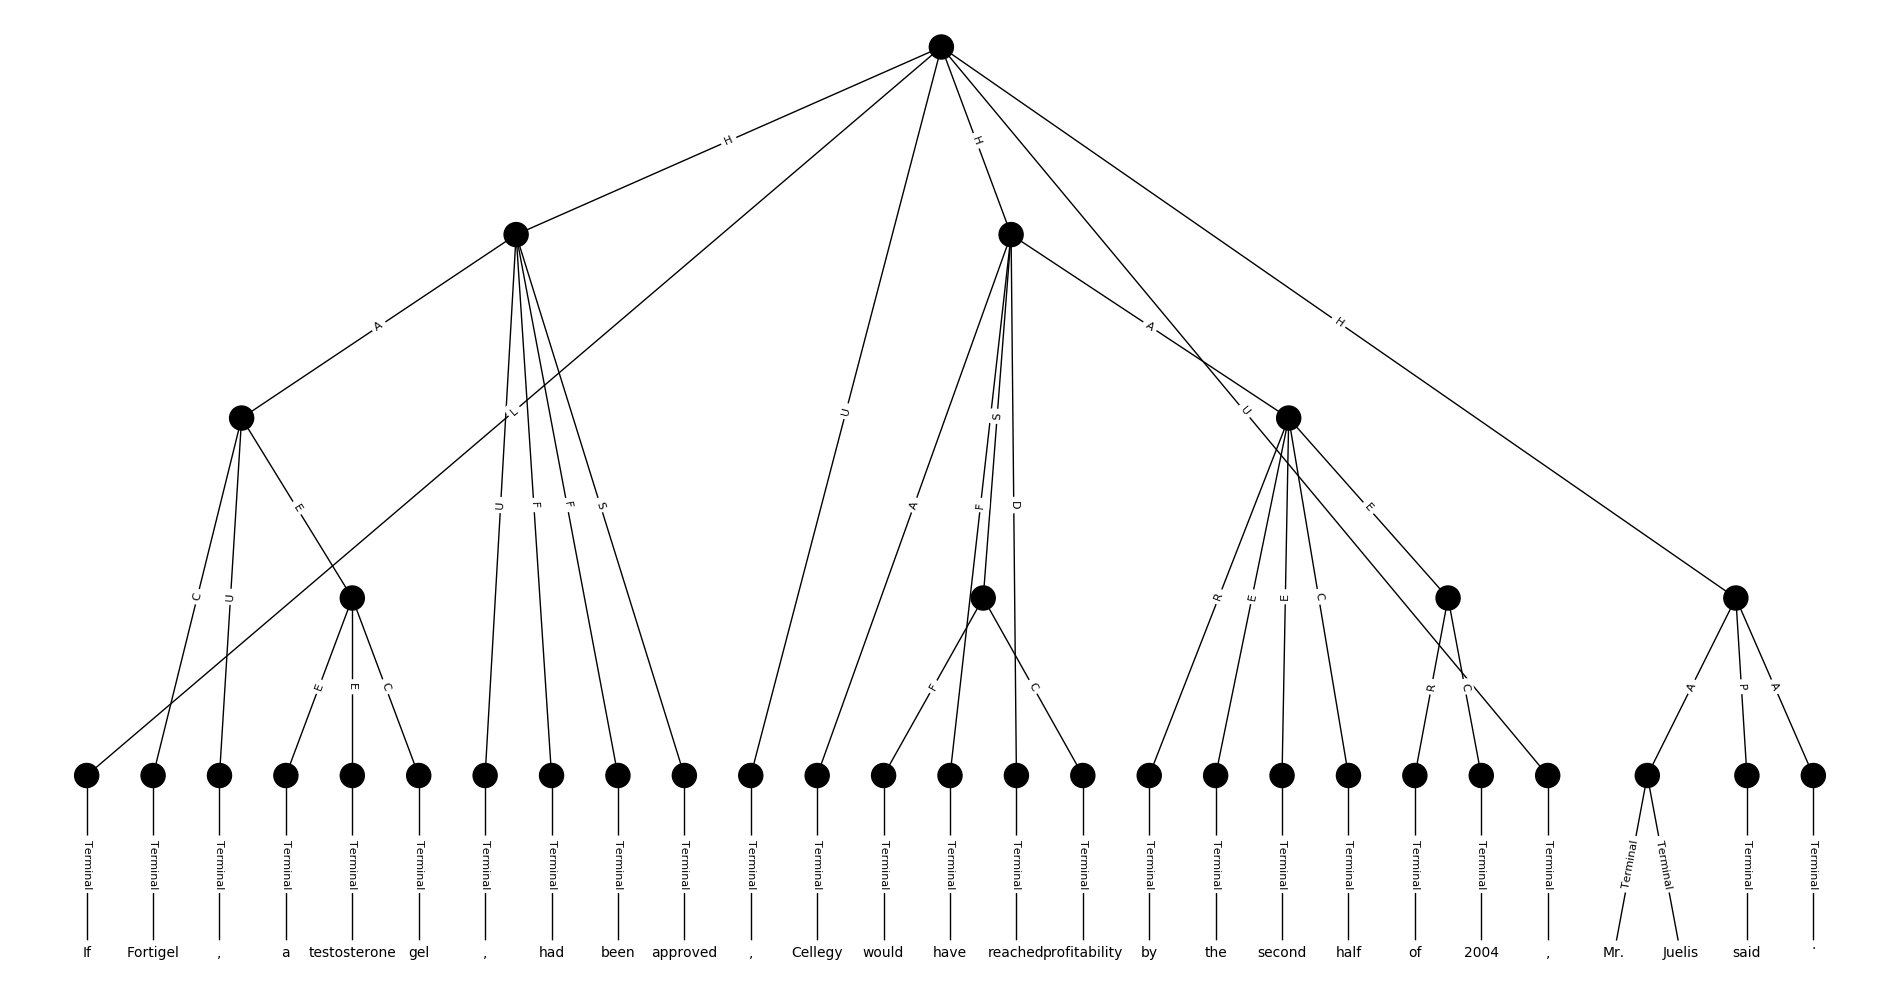 H
H
A
A
H
L
U
U
S
E
U
F
F
S
A
F
D
E
C
U
R
E
E
C
E
E
C
F
C
R
C
A
P
A
Terminal Terminal Terminal Terminal Terminal Terminal Terminal Terminal Terminal Terminal Terminal Terminal Terminal Terminal Terminal Terminal Terminal Terminal Terminal Terminal Terminal Terminal Terminal Terminal Terminal Terminal Terminal
If Fortigel , a testosterone gel , had been approved , Cellegy would have reached profitability by the second half of 2004 , Mr. Juelis said .